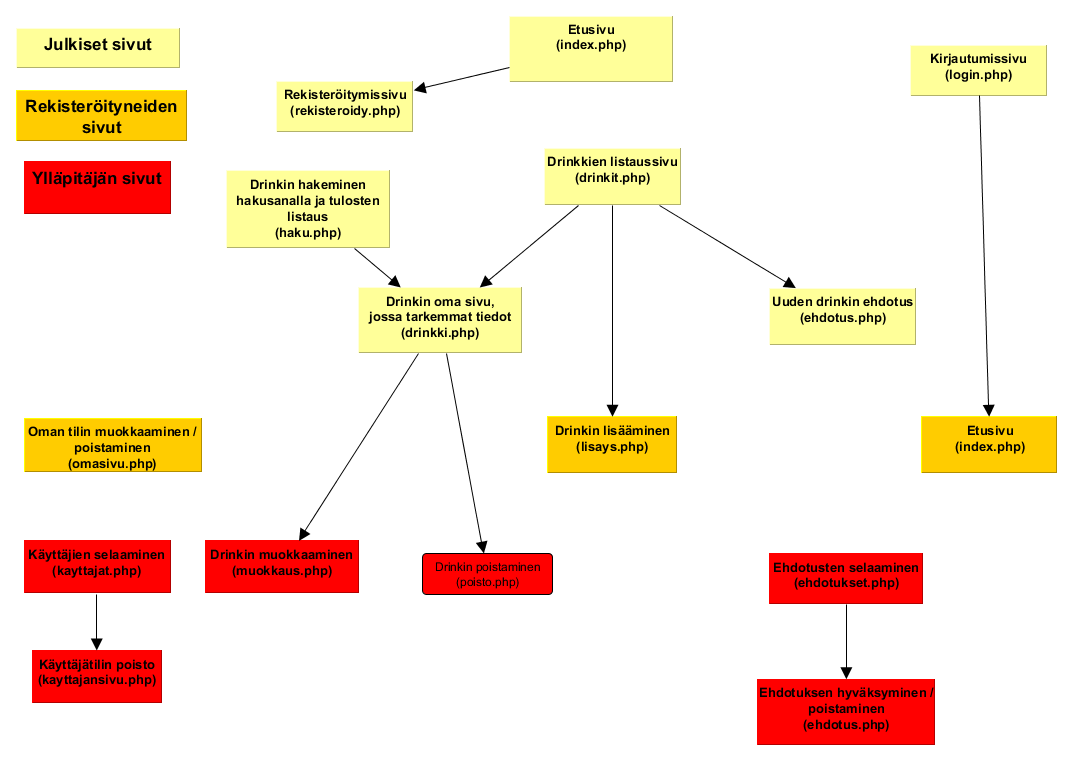 Julkiset sivut
Rekisteröityneiden
sivut
Ylläpitäjän sivut
Etusivu
(index.php)
Kirjautumissivu
(login.php)
Rekisteröitymissivu
(rekisteroidy.php)
Drinkkien listaussivu
(drinkit.php)
Drinkin hakeminen
hakusanalla ja tulosten
listaus
(haku.php)
Drinkin oma sivu,
jossa tarkemmat tiedot
(drinkki.php)
Uuden drinkin ehdotus
(ehdotus.php)
Oman tilin muokkaaminen /
poistaminen
(omasivu.php)
Drinkin lisääminen
(lisays.php)
Etusivu
(index.php)
Käyttäjien selaaminen
(kayttajat.php)
Drinkin muokkaaminen
(muokkaus.php)
Drinkin poistaminen
(poisto.php)
Ehdotusten selaaminen
(ehdotukset.php)
Käyttäjätilin poisto
(kayttajansivu.php)
Ehdotuksen hyväksyminen /
poistaminen
(ehdotus.php)